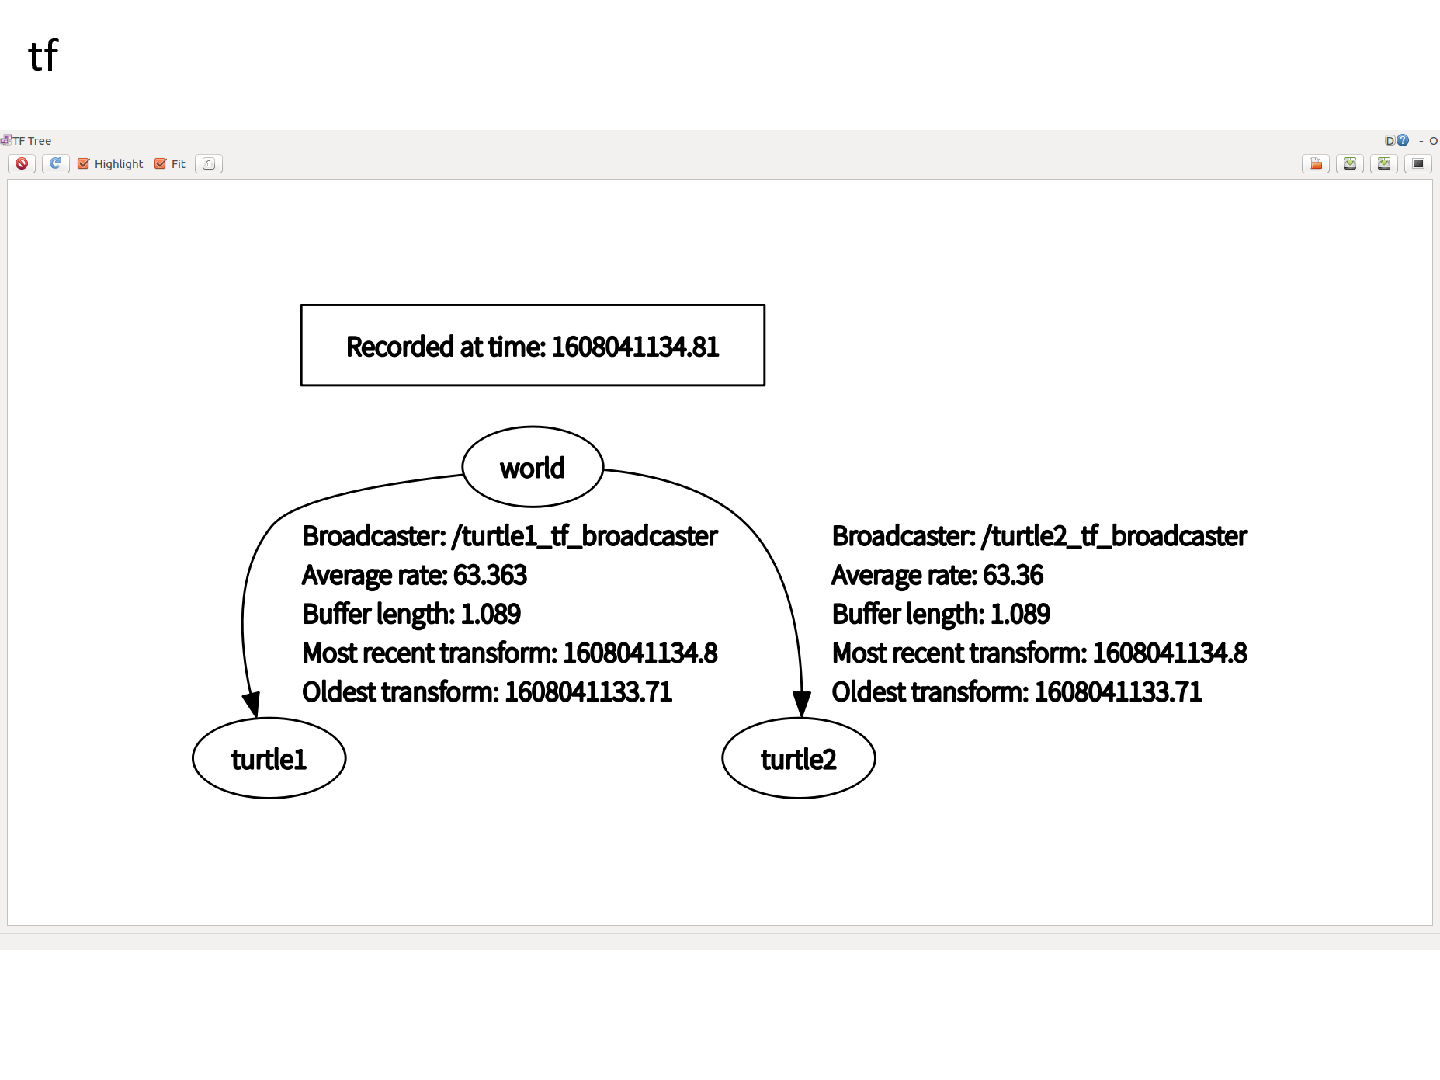 tf
TF Tree
D ? - O
Highlight Fit
Recorded at time: 1608041134.81
world
Broadcaster: /turtle1_tf_broadcaster
Average rate: 63.363
Buffer length: 1.089
Most recent transform: 1608041134.8
Oldest transform: 1608041133.71
Broadcaster: /turtle2_tf_broadcaster
Average rate: 63.36
Buffer length: 1.089
Most recent transform: 1608041134.8
Oldest transform: 1608041133.71
turtle1
turtle2